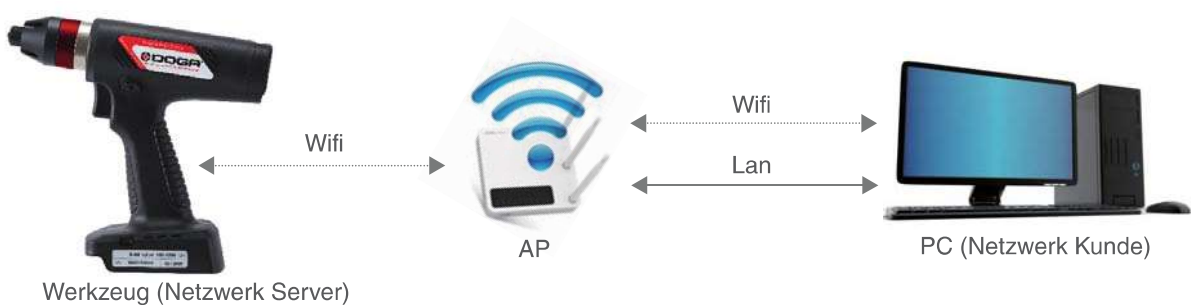 DOGA
Wifi
Wifi
Lan
AP
PC (Netzwerk Kunde)
Werkzeug (Netzwerk Server)